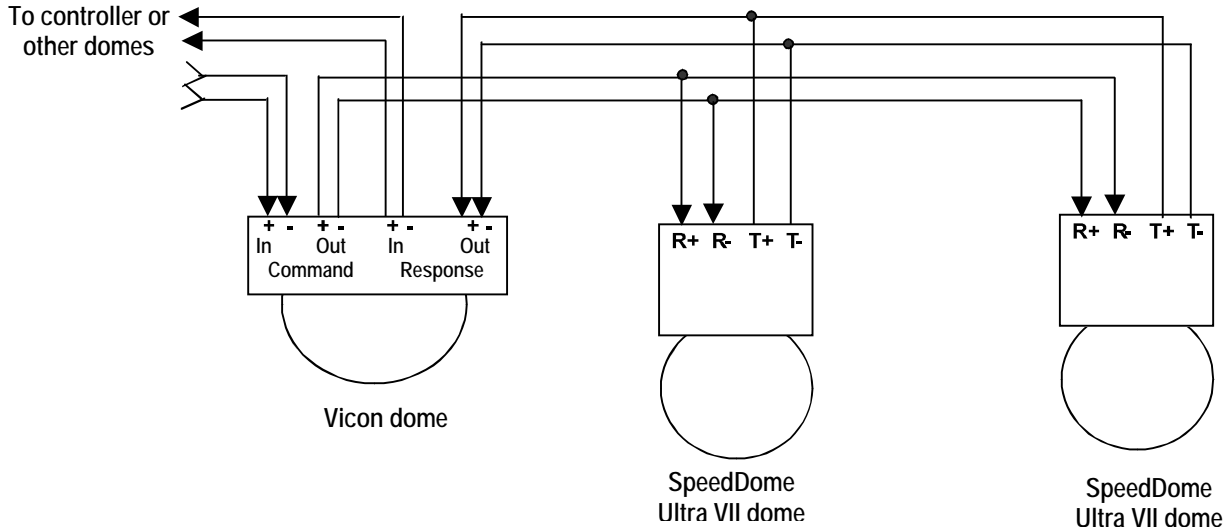 To controller or
other domes
+ - + - + - + -
In Out In Out
Command Response
R+ R- T+ T-
R+ R- T+ T-
Vicon dome
SpeedDome
Ultra VII dome
SpeedDome
Ultra VII dome